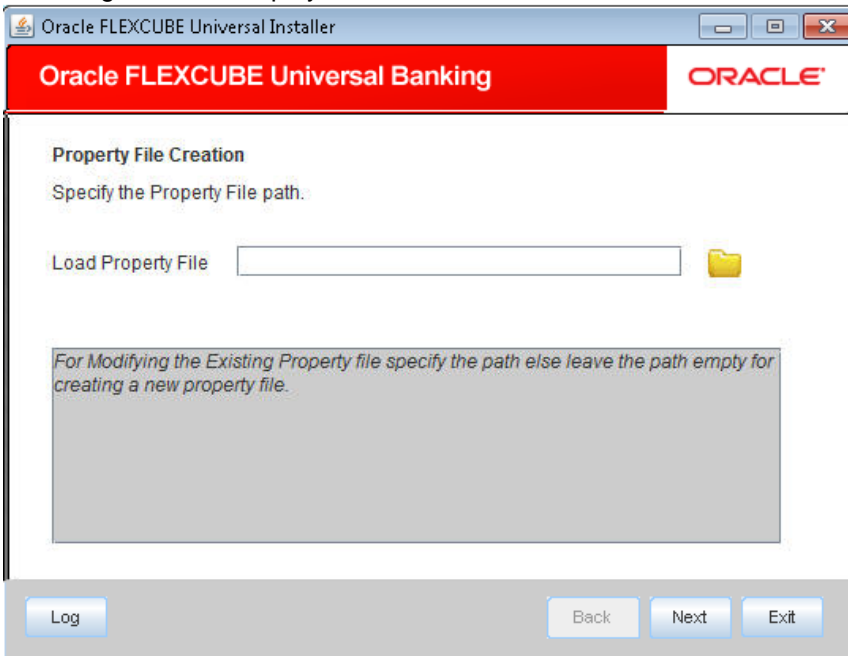 Oracle FLEXCUBE Universal Installer
Oracle FLEXCUBE Universal Banking
ORACLE
Property File Creation
Specify the Property File path.
Load Property File
For Modifying the Existing Property file specify the path else leave the path empty for
creating a new property file.
Log
Back
Next
Exit